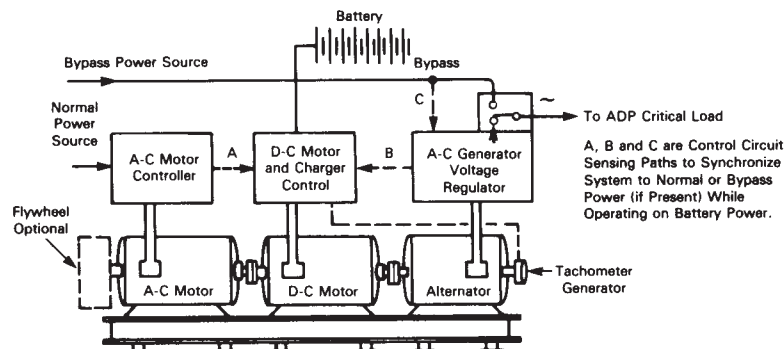 Battery
Bypass Power Source
Bypass
Normal
Power
Source
C
~
To ADP Critical Load
A-C Motor
Controller
A
D-C Motor
and Charger
Control
B
A-C Generator
Voltage
Regulator
A, B and C are Control Circuit
Sensing Paths to Synchronize
System to Normal or Bypass
Power (if Present) While
Operating on Battery Power.
Flywheel
Optional
A-C Motor
D-C Motor
Alternator
Tachometer
Generator